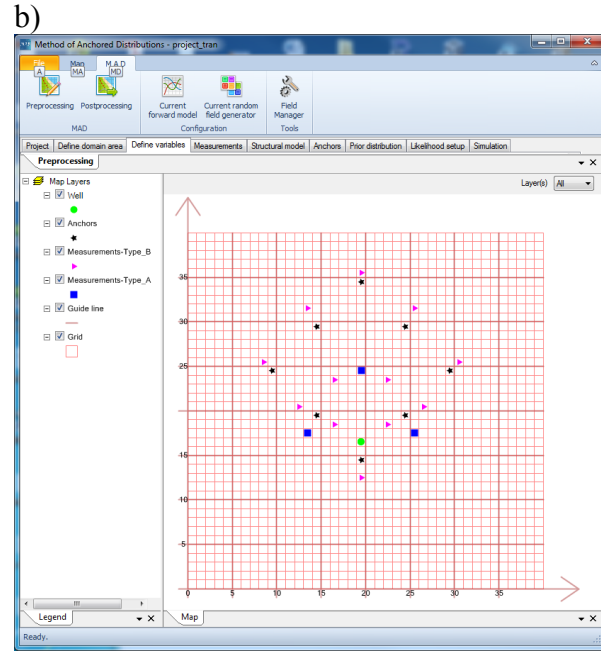 b)
Method of Anchored Distributions - project_tran
File Man M.A.D
A MA MD
Preprocessing Postprocessing Current forward model Current random field generator Field Manager
MAD Configuration Tools
Project Define domain area Define variables Measurements Structural model Anchors Prior distribution Likelihood setup Simulation
Preprocessing
Map Layers
Layer(s) All
Well
Anchors
Measurements-Type_B
Measurements-Type_A
Guide line
Grid
35
30
25
15
10
5
0 5 10 15 20 25 30 35
Legend Map
Ready.